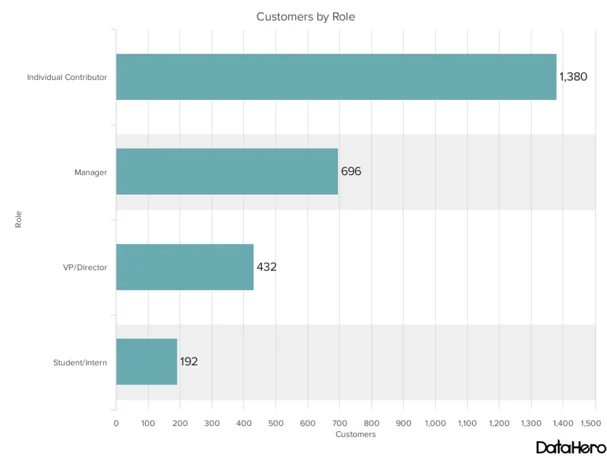 Customers by Role
Individual Contributor
1,380
Manager
696
Role
VP/Director
432
Student/Intern
192
0 100 200 300 400 500 600 700 800 900 1,000 1,100 1,200 1,300 1,400 1,500
Customers
DataHero